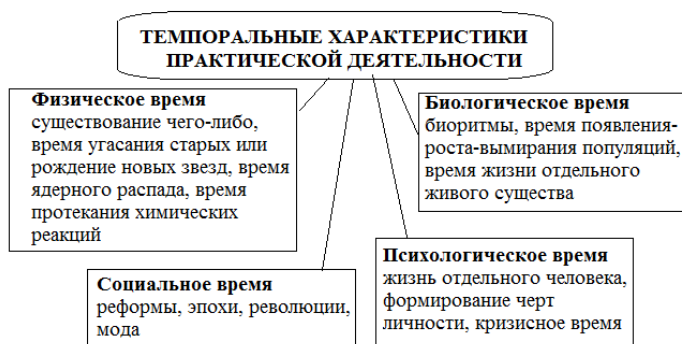 ТЕМПОРАЛЬНЫЕ ХАРАКТЕРИСТИКИ
ПРАКТИЧЕСКОЙ ДЕЯТЕЛЬНОСТИ
Физическое время
существование чего-либо,
время угасания старых или
рождение новых звезд, время
ядерного распада, время
протекания химических
реакций
Биологическое время
биоритмы, время появления-
роста-вымирания популяций,
время жизни отдельного
живого существа
Социальное время
реформы, эпохи, революции,
мода
Психологическое время
жизнь отдельного человека,
формирование черт
личности, кризисное время